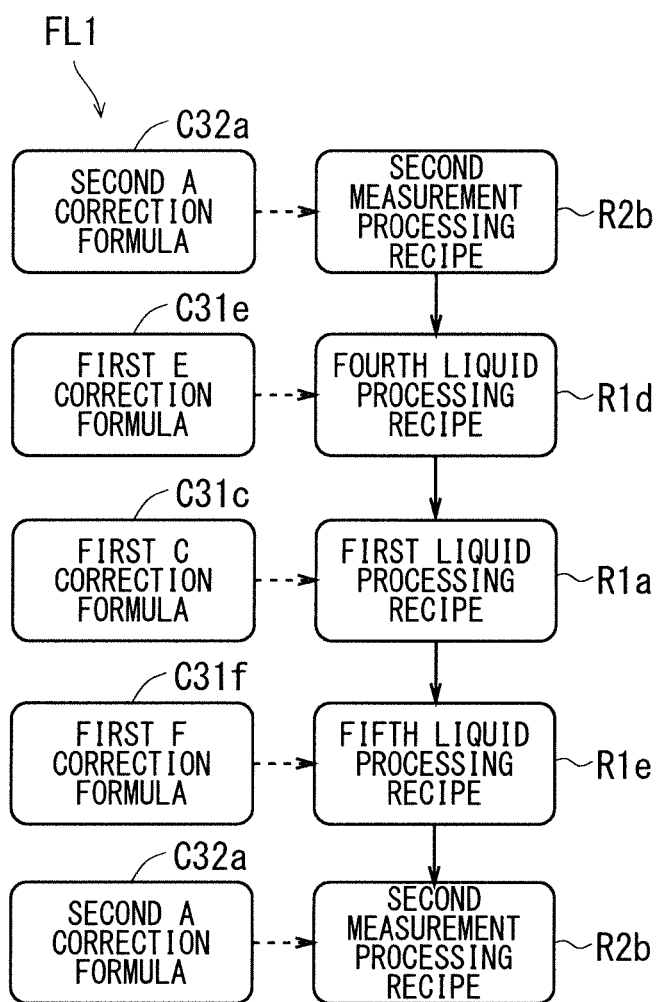 FL1
C32a
SECOND A
CORRECTION
FORMULA
SECOND
MEASUREMENT
PROCESSING
RECIPE
R2b
C31e
FIRST E
CORRECTION
FORMULA
FOURTH LIQUID
PROCESSING
RECIPE
R1d
C31c
FIRST C
CORRECTION
FORMULA
FIRST LIQUID
PROCESSING
RECIPE
R1a
C31f
FIRST F
CORRECTION
FORMULA
FIFTH LIQUID
PROCESSING
RECIPE
R1e
C32a
SECOND A
CORRECTION
FORMULA
SECOND
MEASUREMENT
PROCESSING
RECIPE
R2b